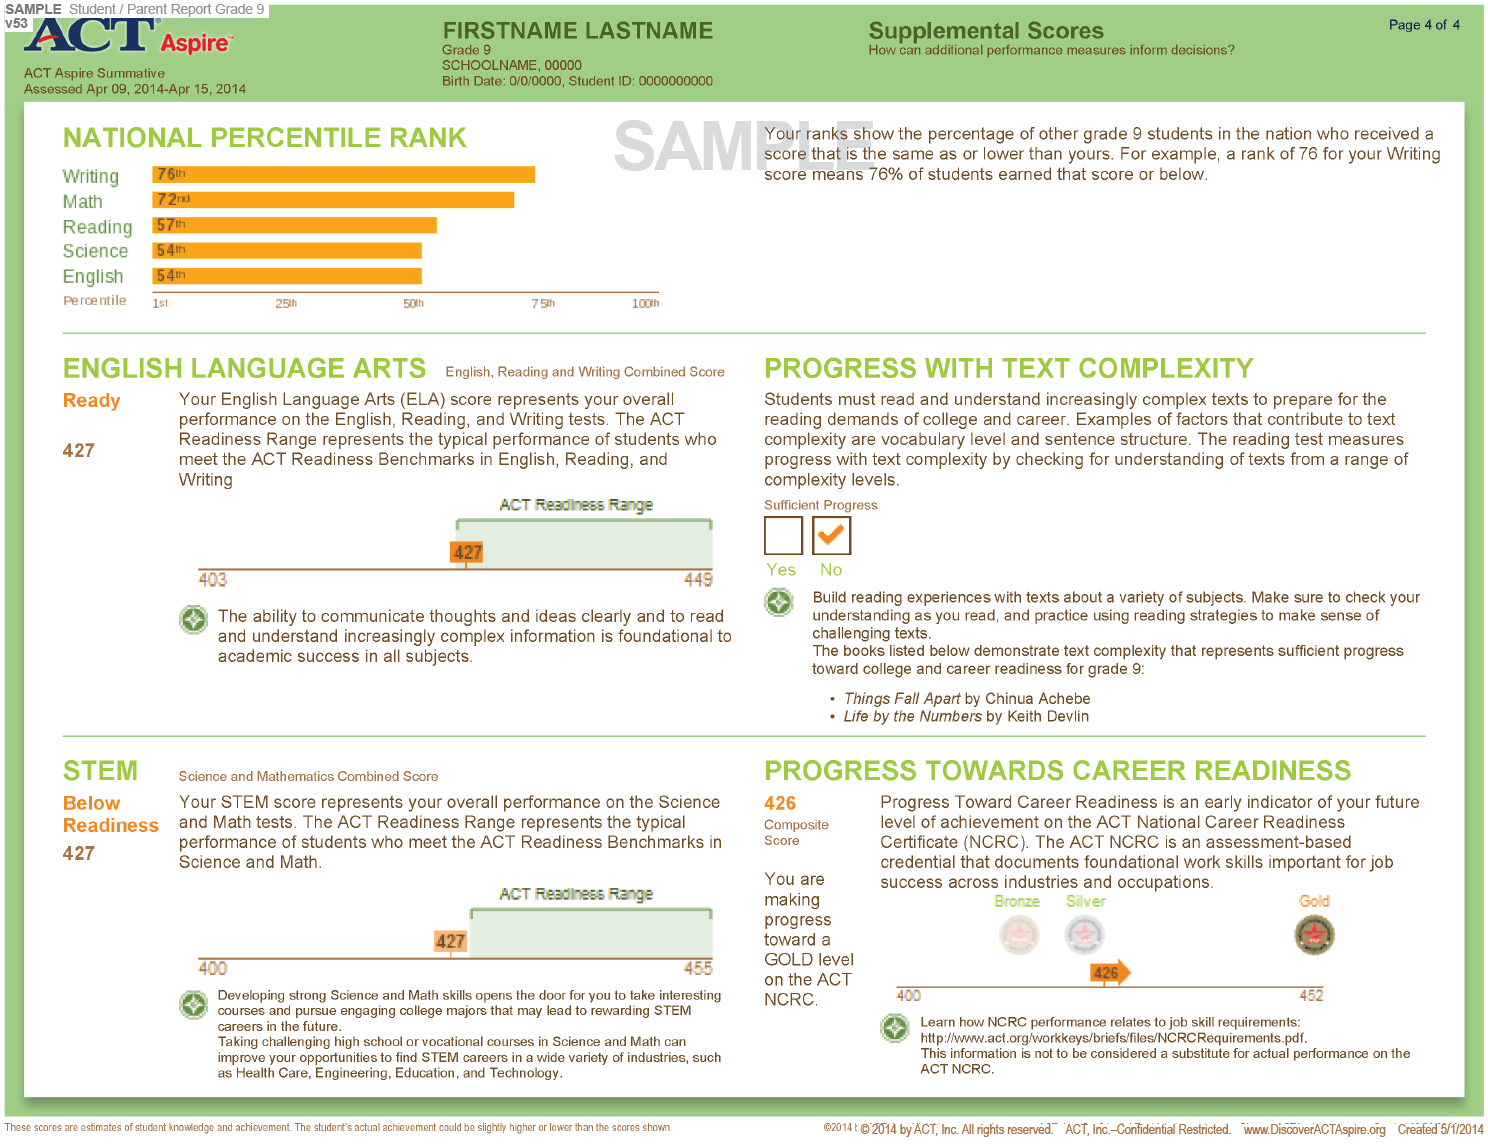 SAMPLE Student / Parent Report Grade 9
v53
ACT Aspire™
ACT Aspire Summative
Assessed Apr 09, 2014-Apr 15, 2014
FIRSTNAME LASTNAME
Grade 9
SCHOOLNAME, 00000
Birth Date: 0/0/0000, Student ID: 0000000000
Supplemental Scores
How can additional performance measures inform decisions?
Page 4 of 4
SAMPLE
NATIONAL PERCENTILE RANK
Writing 76th
Math 72nd
Reading 57th
Science 54th
English 54th
Percentile 1st 25th 50th 75th 100th
Your ranks show the percentage of other grade 9 students in the nation who received a
score that is the same as or lower than yours. For example, a rank of 76 for your Writing
score means 76% of students earned that score or below.
ENGLISH LANGUAGE ARTS English, Reading and Writing Combined Score
Ready
427
Your English Language Arts (ELA) score represents your overall
performance on the English, Reading, and Writing tests. The ACT
Readiness Range represents the typical performance of students who
meet the ACT Readiness Benchmarks in English, Reading, and
Writing
ACT Readiness Range
427
403 449
The ability to communicate thoughts and ideas clearly and to read
and understand increasingly complex information is foundational to
academic success in all subjects.
PROGRESS WITH TEXT COMPLEXITY
Students must read and understand increasingly complex texts to prepare for the
reading demands of college and career. Examples of factors that contribute to text
complexity are vocabulary level and sentence structure. The reading test measures
progress with text complexity by checking for understanding of texts from a range of
complexity levels.
Sufficient Progress
Yes No
Build reading experiences with texts about a variety of subjects. Make sure to check your
understanding as you read, and practice using reading strategies to make sense of
challenging texts.
The books listed below demonstrate text complexity that represents sufficient progress
toward college and career readiness for grade 9:
• Things Fall Apart by Chinua Achebe
• Life by the Numbers by Keith Devlin
STEM Science and Mathematics Combined Score
Below
Readiness
427
Your STEM score represents your overall performance on the Science
and Math tests. The ACT Readiness Range represents the typical
performance of students who meet the ACT Readiness Benchmarks in
Science and Math.
ACT Readiness Range
427
400 455
Developing strong Science and Math skills opens the door for you to take interesting
courses and pursue engaging college majors that may lead to rewarding STEM
careers in the future.
Taking challenging high school or vocational courses in Science and Math can
improve your opportunities to find STEM careers in a wide variety of industries, such
as Health Care, Engineering, Education, and Technology.
PROGRESS TOWARDS CAREER READINESS
426
Composite
Score
You are
making
progress
toward a
GOLD level
on the ACT
NCRC.
Progress Toward Career Readiness is an early indicator of your future
level of achievement on the ACT National Career Readiness
Certificate (NCRC). The ACT NCRC is an assessment-based
credential that documents foundational work skills important for job
success across industries and occupations.
Bronze Silver Gold
426
400 452
Learn how NCRC performance relates to job skill requirements:
http://www.act.org/workkeys/briefs/files/NCRCRequirements.pdf.
This information is not to be considered a substitute for actual performance on the
ACT NCRC.
These scores are estimates of student knowledge and achievement. The student's actual achievement could be slightly higher or lower than the scores shown.
©2014 © 2014 by ACT, Inc. All rights reserved. ACT, Inc.–Confidential Restricted. www.DiscoverACTAspire.org Created 5/1/2014